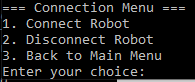 === Connection Menu ===
1. Connect Robot
2. Disconnect Robot
3. Back to Main Menu
Enter your choice: